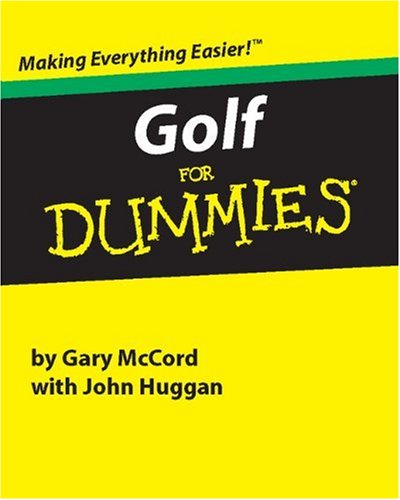 Making Everything Easier!™
Golf
FOR
DUMMIES®
by Gary McCord
with John Huggan